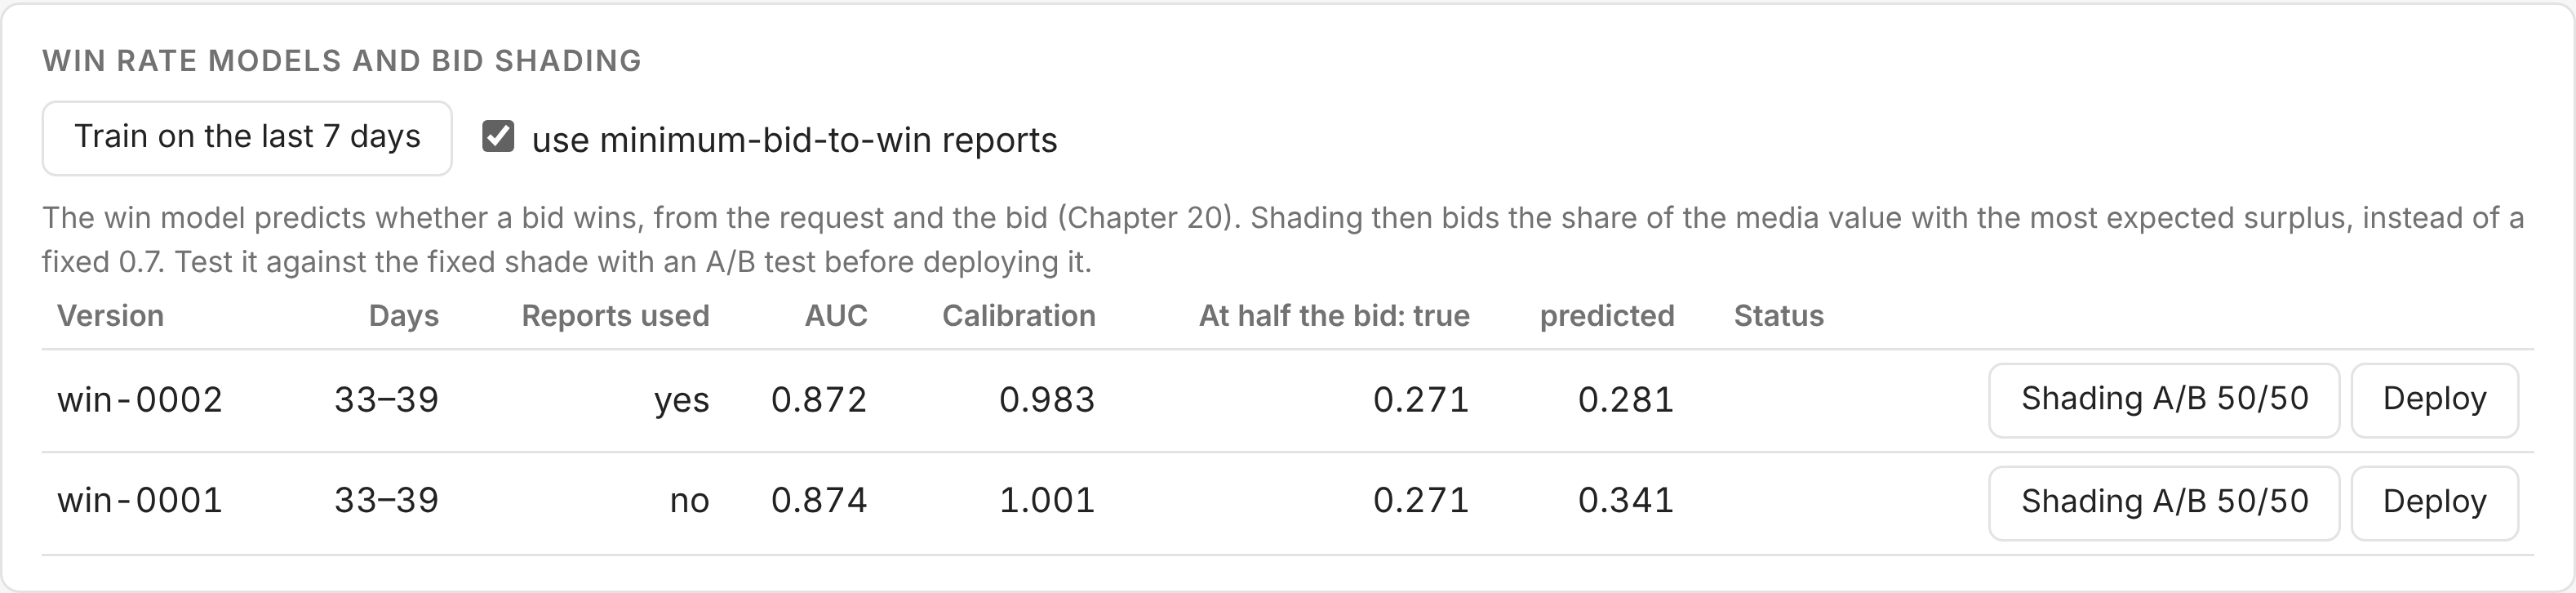 WIN RATE MODELS AND BID SHADING
Train on the last 7 days use minimum-bid-to-win reports
The win model predicts whether a bid wins, from the request and the bid (Chapter 20). Shading then bids the share of the media value with the most expected surplus, instead of a
fixed 0.7. Test it against the fixed shade with an A/B test before deploying it.
Version Days Reports used AUC Calibration At half the bid: true predicted Status
win-0002 33–39 yes 0.872 0.983 0.271 0.281 Shading A/B 50/50 Deploy
win-0001 33–39 no 0.874 1.001 0.271 0.341 Shading A/B 50/50 Deploy